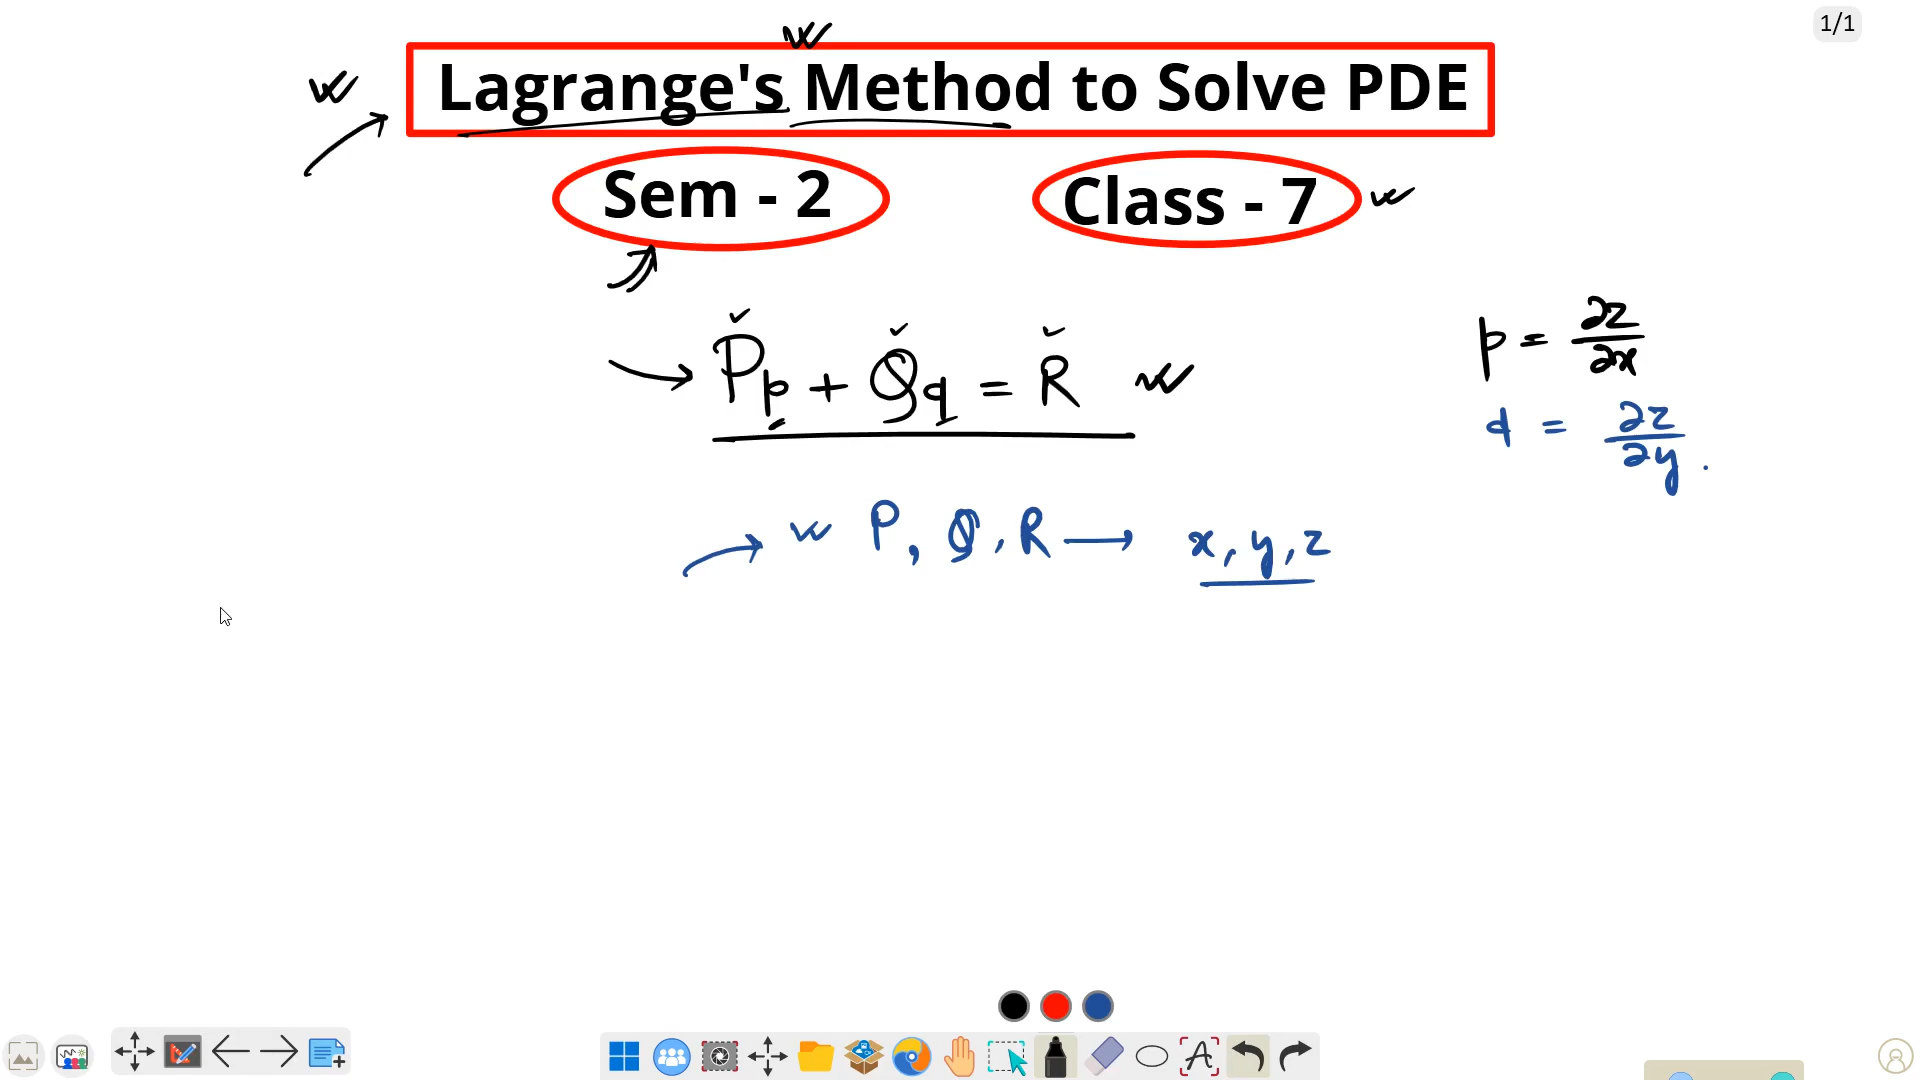 1/1
Lagrange's Method to Solve PDE
Sem - 2 Class - 7
Pp + Qq = R
p = ∂z/∂x
q = ∂z/∂y .
P, Q, R → x, y, z